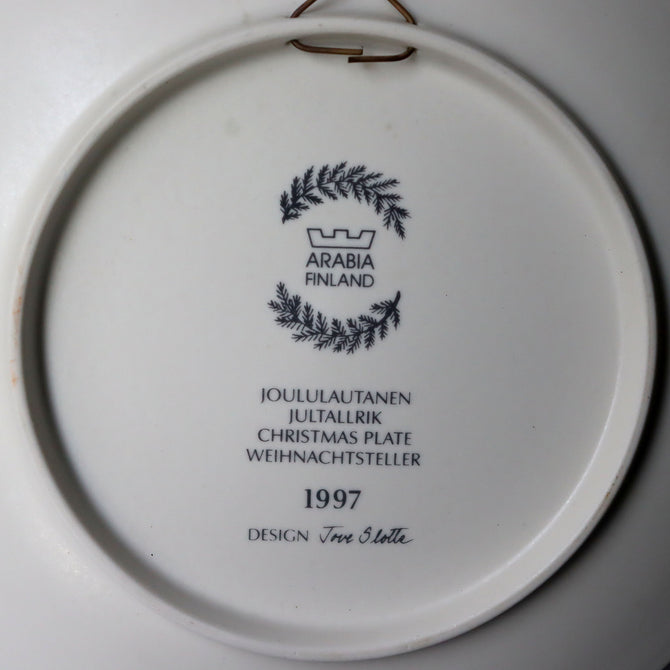 ARABIA
FINLAND
JOULULAUTANEN
JULTALLRIK
CHRISTMAS PLATE
WEIHNACHTSTELLER
1997
DESIGN Tove Slotte